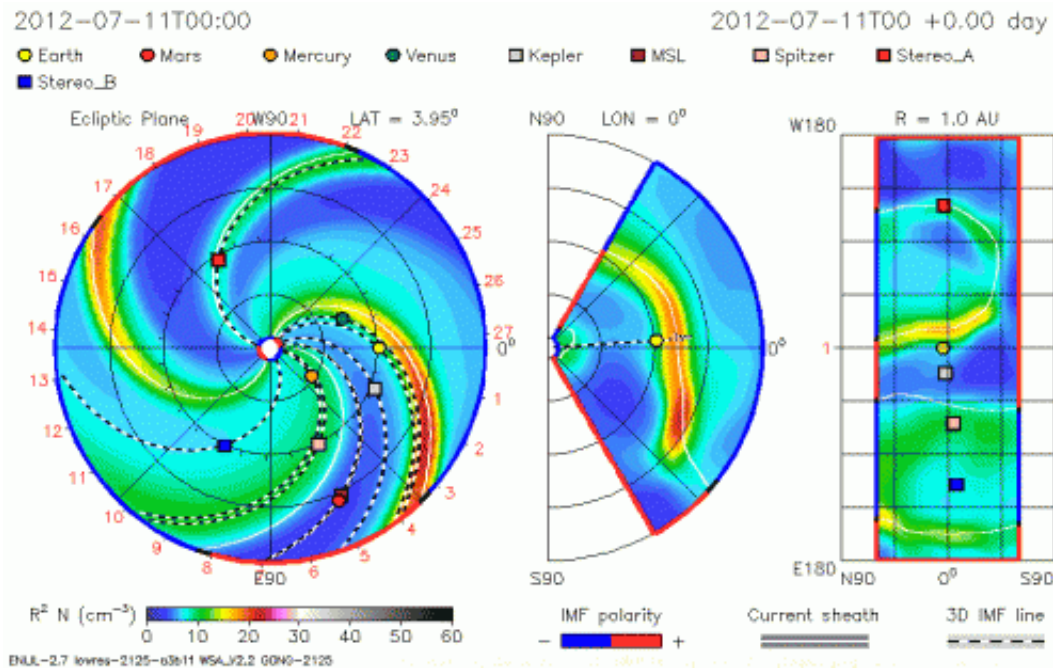 2012-07-11T00:00 2012-07-11T00 +0.00 day
Earth Mars Mercury Venus Kepler MSL Spitzer Stereo_A
Stereo_B
Ecliptic Plane W90 LAT = 3.95° N90 LON = 0° W180 R = 1.0 AU
20 21
19 22
18 23
17 24
16 25
15 26
14 27
0° 0° 1
13 1
12 2
11 3
10 4
9 5
8 7 6
E90 S90 E180 N90 0° S90
R² N (cm⁻³) IMF polarity Current sheath 3D IMF line
0 10 20 30 40 50 60 - +
ENLIL-2.7 lowres-2125-a3b1f WSA_V2.2 GONG-2125